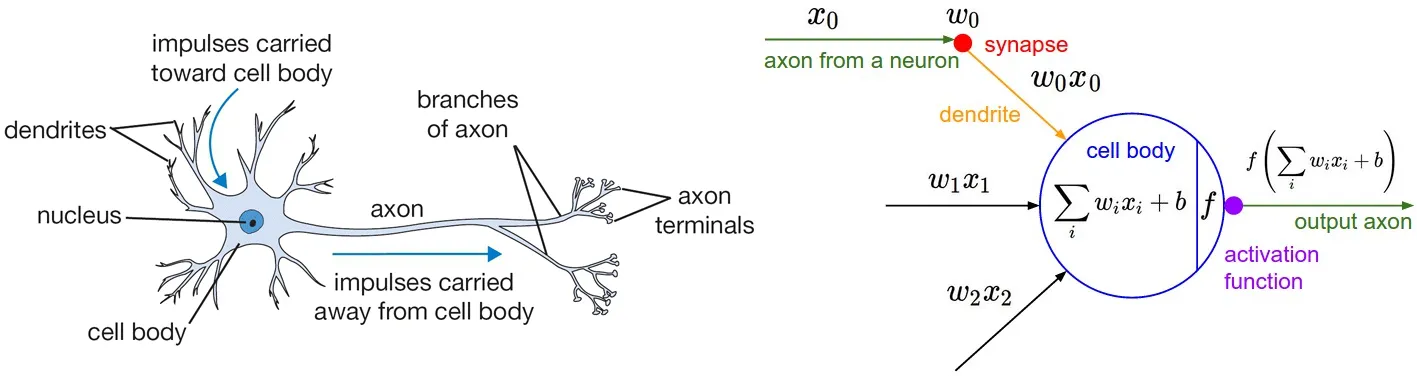 impulses carried
toward cell body
dendrites
branches
of axon
nucleus
axon
axon
terminals
impulses carried
away from cell body
cell body
x₀
w₀
synapse
axon from a neuron
w₀x₀
dendrite
cell body
f(∑ᵢ wᵢxᵢ + b)
w₁x₁
∑ᵢ wᵢxᵢ + b
f
output axon
activation
function
w₂x₂